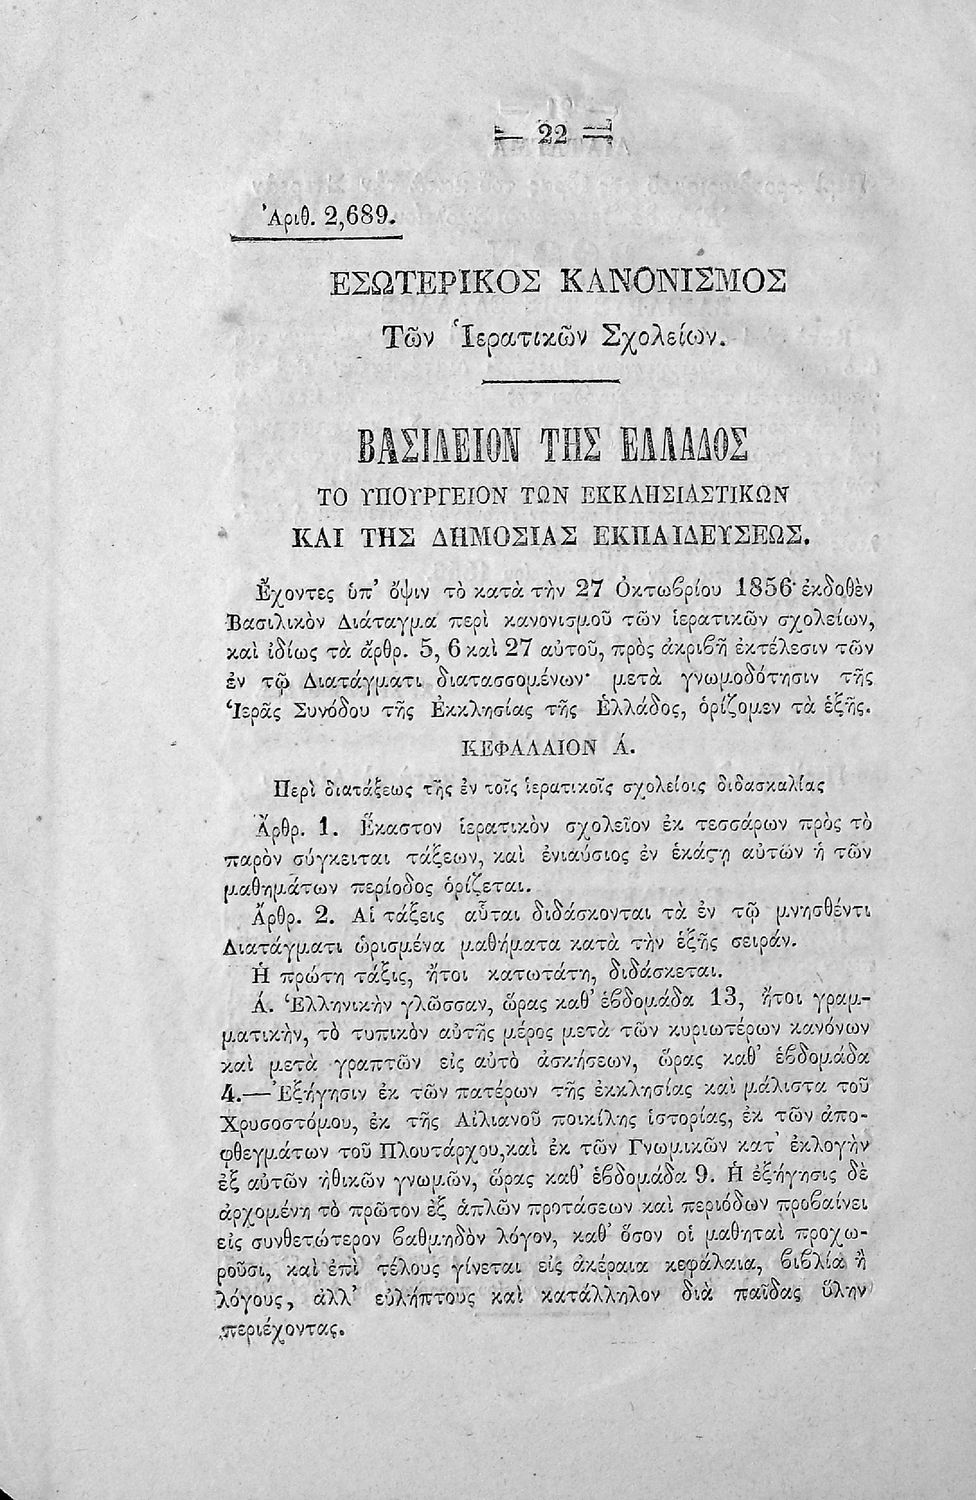 22
Ἀριθ. 2,689.
ΕΣΩΤΕΡΙΚΟΣ ΚΑΝΟΝΙΣΜΟΣ
Τῶν Ἱερατικῶν Σχολείων.
ΒΑΣΙΛΕΙΟΝ ΤΗΣ ΕΛΛΑΔΟΣ
ΤΟ ΥΠΟΥΡΓΕΙΟΝ ΤΩΝ ΕΚΚΛΗΣΙΑΣΤΙΚΩΝ
ΚΑΙ ΤΗΣ ΔΗΜΟΣΙΑΣ ΕΚΠΑΙΔΕΥΣΕΩΣ.
Ἔχοντες ὑπ' ὄψιν τὸ κατὰ τὴν 27 Ὀκτωβρίου 1856 ἐκδοθὲν
Βασιλικὸν Διάταγμα περὶ κανονισμοῦ τῶν ἱερατικῶν σχολείων,
καὶ ἰδίως τὰ ἄρθρ. 5, 6 καὶ 27 αὐτοῦ, πρὸς ἀκριβῆ ἐκτέλεσιν τῶν
ἐν τῷ Διατάγματι διατασσομένων· μετὰ γνωμοδότησιν τῆς
Ἱερᾶς Συνόδου τῆς Ἐκκλησίας τῆς Ἑλλάδος, ὁρίζομεν τὰ ἑξῆς.
ΚΕΦΑΛΑΙΟΝ Ά.
Περὶ διατάξεως τῆς ἐν τοῖς ἱερατικοῖς σχολείοις διδασκαλίας
Ἄρθρ. 1. Ἕκαστον ἱερατικὸν σχολεῖον ἐκ τεσσάρων πρὸς τὸ
παρὸν σύγκειται τάξεων, καὶ ἐνιαύσιος ἐν ἑκάϛῃ αὐτῶν ἡ τῶν
μαθημάτων περίοδος ὁρίζεται.
Ἄρθρ. 2. Αἱ τάξεις αὗται διδάσκονται τὰ ἐν τῷ μνησθέντι
Διατάγματι ὡρισμένα μαθήματα κατὰ τὴν ἑξῆς σειράν.
Ἡ πρώτη τάξις, ἤτοι κατωτάτη, διδάσκεται.
Ά. Ἑλληνικὴν γλῶσσαν, ὥρας καθ' ἑβδομάδα 13, ἤτοι γραμ-
ματικὴν, τὸ τυπικὸν αὐτῆς μέρος μετὰ τῶν κυριωτέρων κανόνων
καὶ μετὰ γραπτῶν εἰς αὐτὸ ἀσκήσεων, ὥρας καθ' ἑβδομάδα
4.— Ἐξήγησιν ἐκ τῶν πατέρων τῆς ἐκκλησίας καὶ μάλιστα τοῦ
Χρυσοστόμου, ἐκ τῆς Αἰλιανοῦ ποικίλης ἱστορίας, ἐκ τῶν ἀπο-
φθεγμάτων τοῦ Πλουτάρχου, καὶ ἐκ τῶν Γνωμικῶν κατ' ἐκλογὴν
ἐξ αὐτῶν ἠθικῶν γνωμῶν, ὥρας καθ' ἑβδομάδα 9. Ἡ ἐξήγησις δὲ
ἀρχομένη τὸ πρῶτον ἐξ ἁπλῶν προτάσεων καὶ περιόδων προβαίνει
εἰς συνθετώτερον βαθμηδὸν λόγον, καθ' ὅσον οἱ μαθηταὶ προχω-
ροῦσι, καὶ ἐπὶ τέλους γίνεται εἰς ἀκέραια κεφάλαια, βιβλία ἢ
λόγους, ἀλλ' εὐλήπτους καὶ κατάλληλον διὰ παῖδας ὕλην
περιέχοντας.